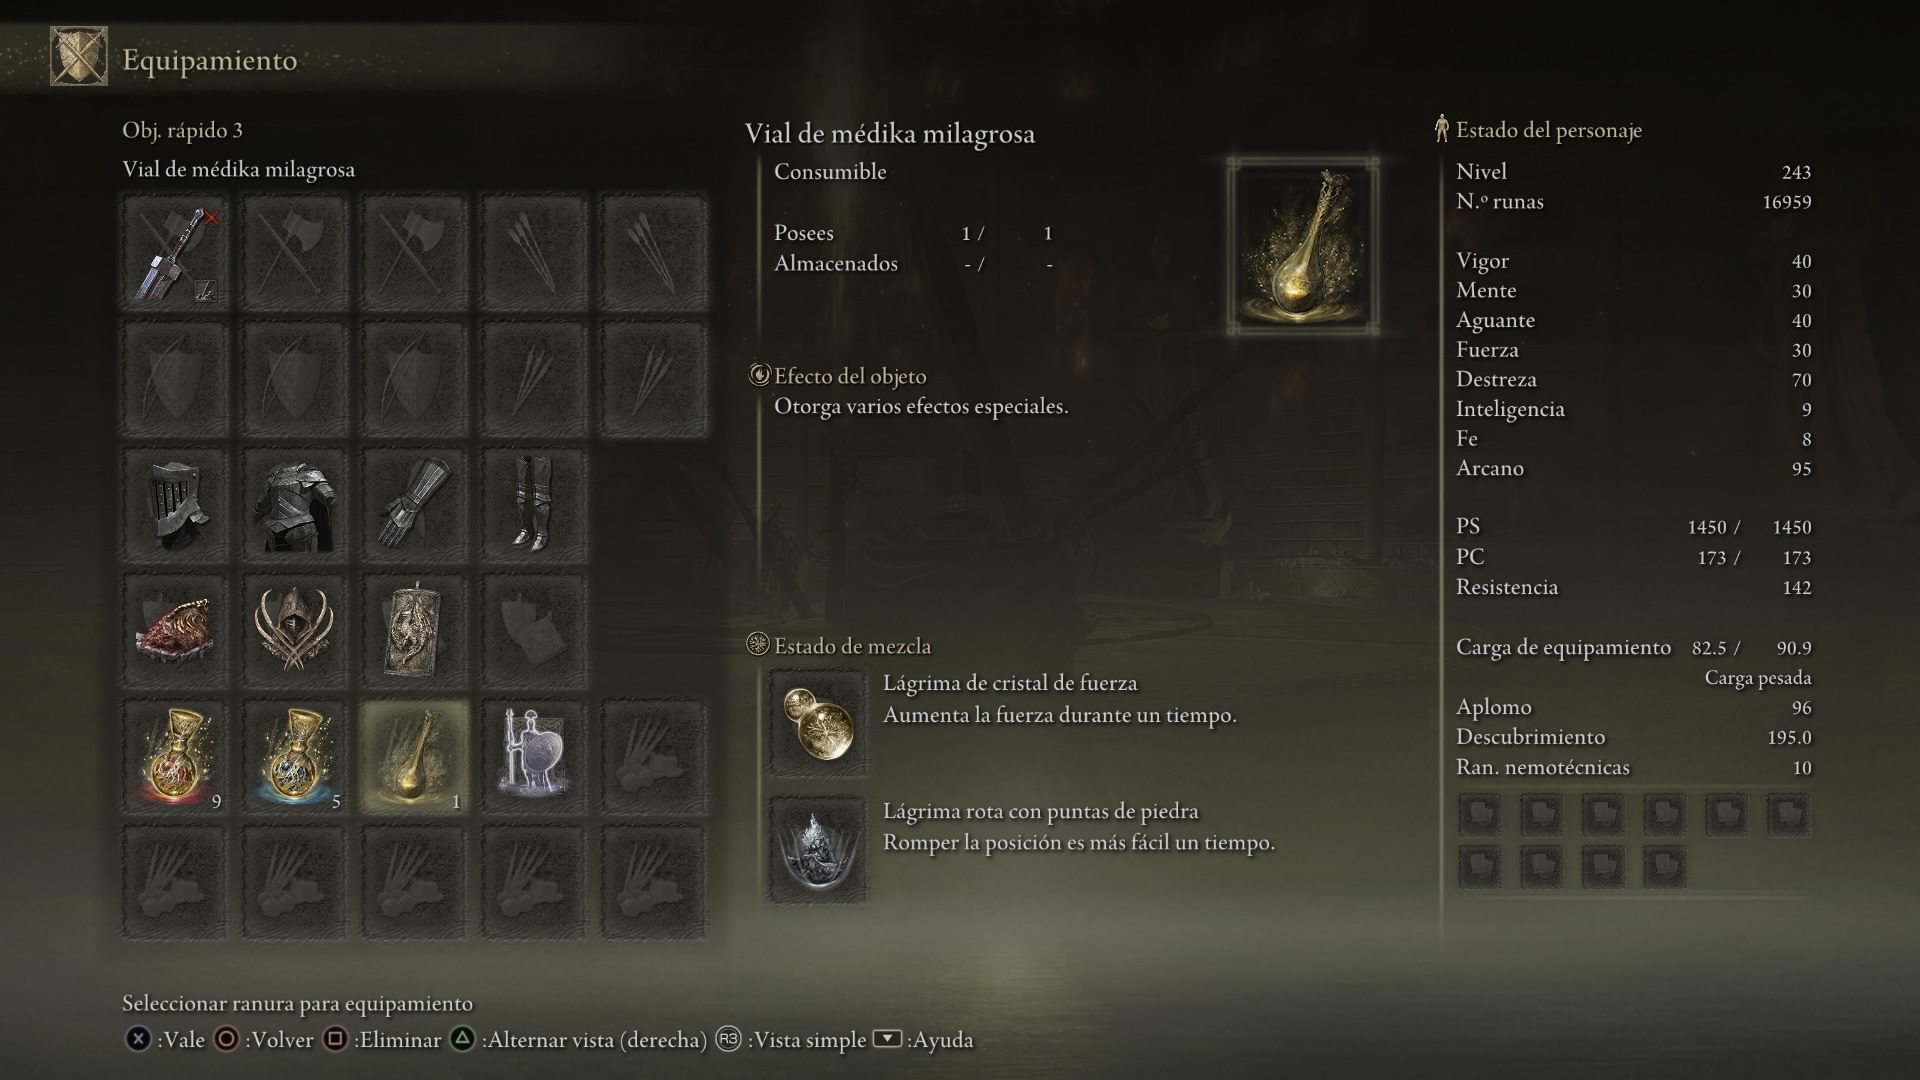 Equipamiento
Obj. rápido 3
Vial de médika milagrosa
9
5
1
Seleccionar ranura para equipamiento
X :Vale :Volver :Eliminar :Alternar vista (derecha) R3 :Vista simple :Ayuda
Vial de médika milagrosa
Consumible
Posees 1 / 1
Almacenados - / -
Efecto del objeto
Otorga varios efectos especiales.
Estado de mezcla
Lágrima de cristal de fuerza
Aumenta la fuerza durante un tiempo.
Lágrima rota con puntas de piedra
Romper la posición es más fácil un tiempo.
Estado del personaje
Nivel 243
N.º runas 16959
Vigor 40
Mente 30
Aguante 40
Fuerza 30
Destreza 70
Inteligencia 9
Fe 8
Arcano 95
PS 1450 / 1450
PC 173 / 173
Resistencia 142
Carga de equipamiento 82.5 / 90.9
Carga pesada
Aplomo 96
Descubrimiento 195.0
Ran. nemotécnicas 10